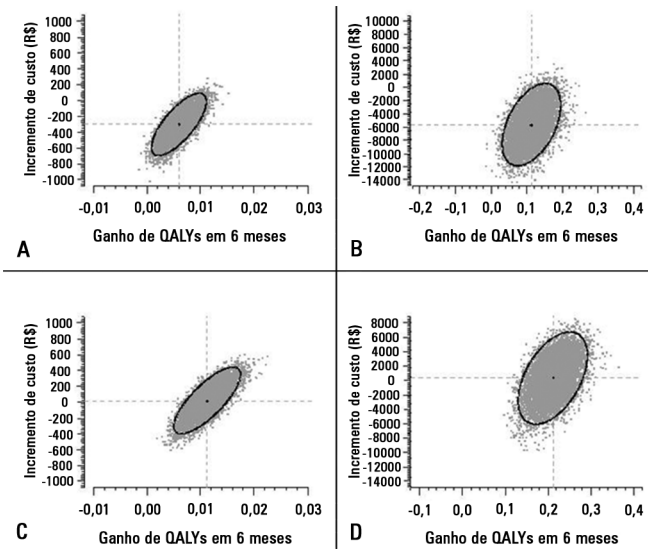 Incremento de custo (R$)
1000
800
600
400
200
0
-200
-400
-600
-800
-1000
-0,01 0,00 0,01 0,02 0,03
Ganho de QALYs em 6 meses
A
Incremento de custo (R$)
10000
8000
6000
4000
2000
0
-2000
-4000
-6000
-8000
-10000
-12000
-14000
-0,2 -0,1 0,0 0,1 0,2 0,3 0,4
Ganho de QALYs em 6 meses
B
Incremento de custo (R$)
1000
800
600
400
200
0
-200
-400
-600
-800
-1000
-0,01 0,00 0,01 0,02 0,03
Ganho de QALYs em 6 meses
C
Incremento de custo (R$)
8000
6000
4000
2000
0
-2000
-4000
-6000
-8000
-10000
-12000
-14000
-0,1 0,0 0,1 0,2 0,3 0,4
Ganho de QALYs em 6 meses
D